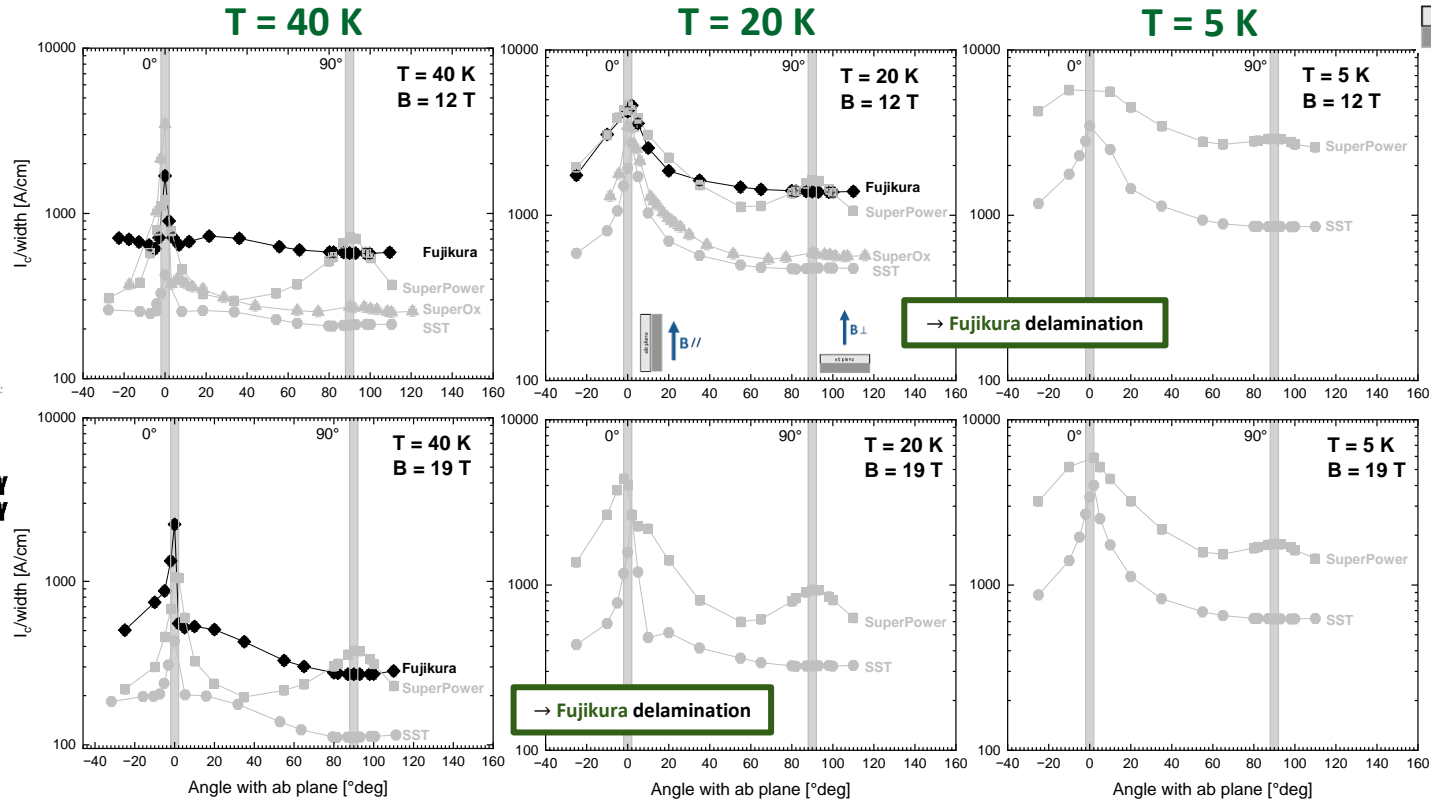 T = 40 K
T = 20 K
T = 5 K
10000
1000
100
I_c/width [A/cm]
0°
90°
T = 40 K
B = 12 T
Fujikura
SuperPower
SuperOx
SST
−40 −20 0 20 40 60 80 100 120 140 160
10000
1000
100
0°
90°
T = 20 K
B = 12 T
Fujikura
SuperPower
SuperOx
SST
ab plane
B//
B⊥
ab plane
−40 −20 0 20 40 60 80 100 120 140 160
10000
1000
100
0°
90°
T = 5 K
B = 12 T
SuperPower
SST
→ Fujikura delamination
−40 −20 0 20 40 60 80 100 120 140 160
10000
1000
100
I_c/width [A/cm]
0°
90°
T = 40 K
B = 19 T
Fujikura
SuperPower
SST
−40 −20 0 20 40 60 80 100 120 140 160
Angle with ab plane [°deg]
10000
1000
100
0°
90°
T = 20 K
B = 19 T
SuperPower
SST
→ Fujikura delamination
−40 −20 0 20 40 60 80 100 120 140 160
Angle with ab plane [°deg]
10000
1000
100
0°
90°
T = 5 K
B = 19 T
SuperPower
SST
−40 −20 0 20 40 60 80 100 120 140 160
Angle with ab plane [°deg]